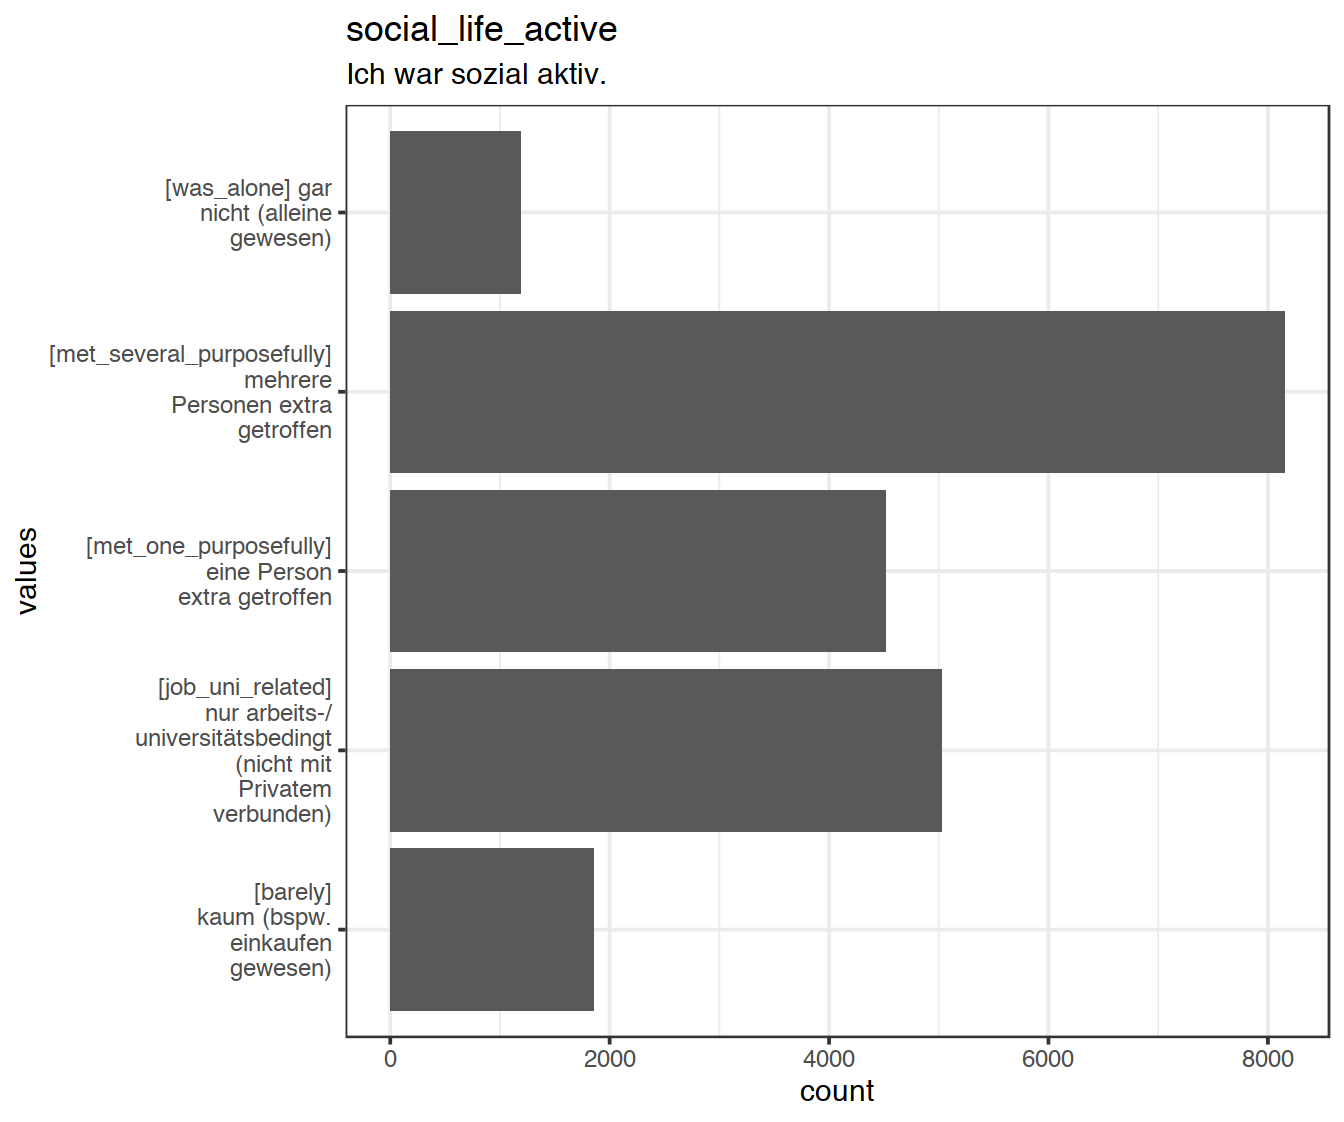 social_life_active
Ich war sozial aktiv.
[was_alone] gar
nicht (alleine
gewesen)
[met_several_purposefully]
mehrere
Personen extra
getroffen
[met_one_purposefully]
eine Person
extra getroffen
[job_uni_related]
nur arbeits-/
universitätsbedingt
(nicht mit
Privatem
verbunden)
[barely]
kaum (bspw.
einkaufen
gewesen)
values
0 2000 4000 6000 8000
count